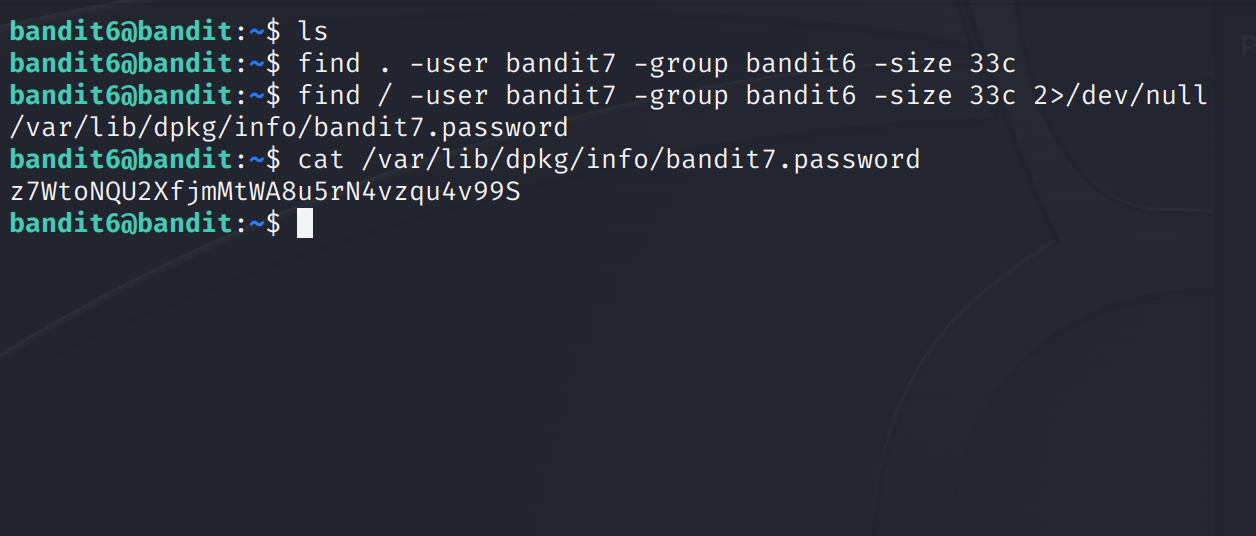 bandit6@bandit:~$ ls
bandit6@bandit:~$ find . -user bandit7 -group bandit6 -size 33c
bandit6@bandit:~$ find / -user bandit7 -group bandit6 -size 33c 2>/dev/null
/var/lib/dpkg/info/bandit7.password
bandit6@bandit:~$ cat /var/lib/dpkg/info/bandit7.password
z7WtoNQU2XfjmMtWA8u5rN4vzqu4v99S
bandit6@bandit:~$